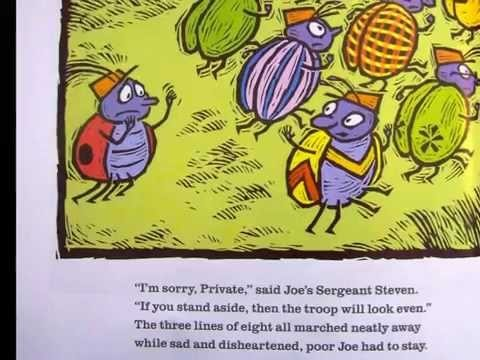 “I'm sorry, Private,” said Joe's Sergeant Steven.
“If you stand aside, then the troop will look even.”
The three lines of eight all marched neatly away
while sad and disheartened, poor Joe had to stay.